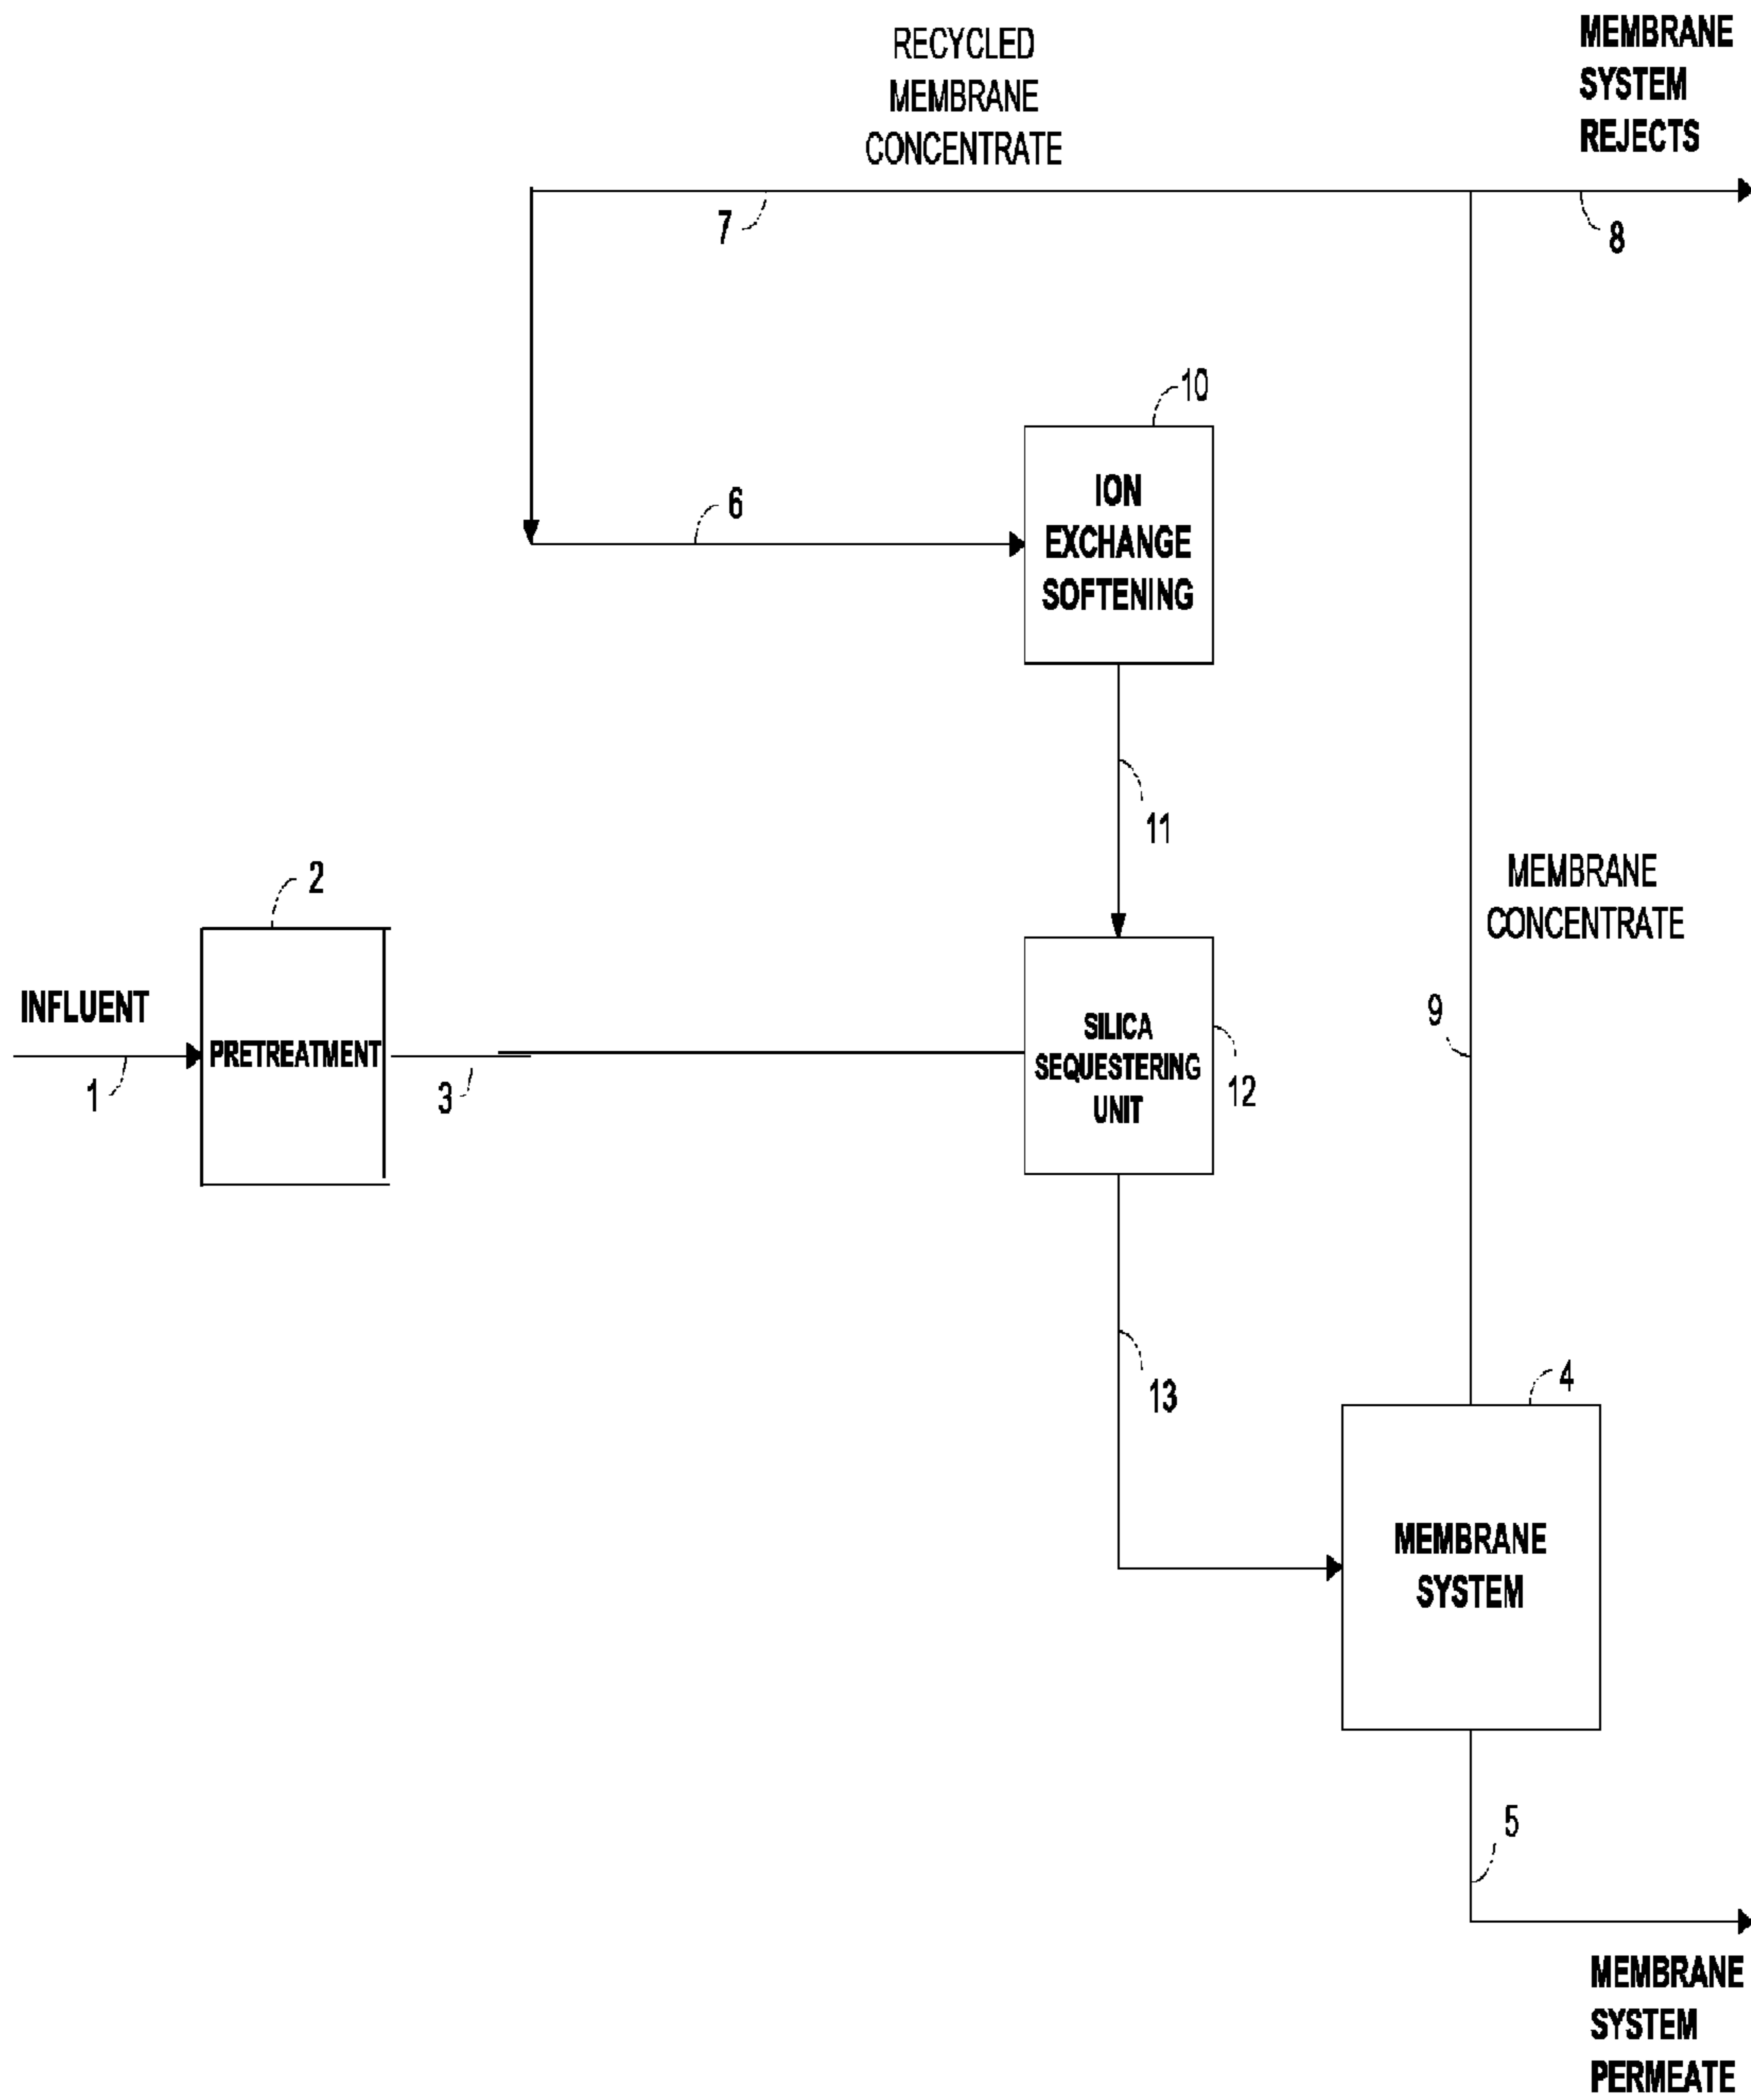 RECYCLED
MEMBRANE
CONCENTRATE
MEMBRANE
SYSTEM
REJECTS
7
8
10
ION
EXCHANGE
SOFTENING
6
11
2
MEMBRANE
CONCENTRATE
INFLUENT
PRETREATMENT
1
3
SILICA
SEQUESTERING
UNIT
12
9
13
4
MEMBRANE
SYSTEM
5
MEMBRANE
SYSTEM
PERMEATE